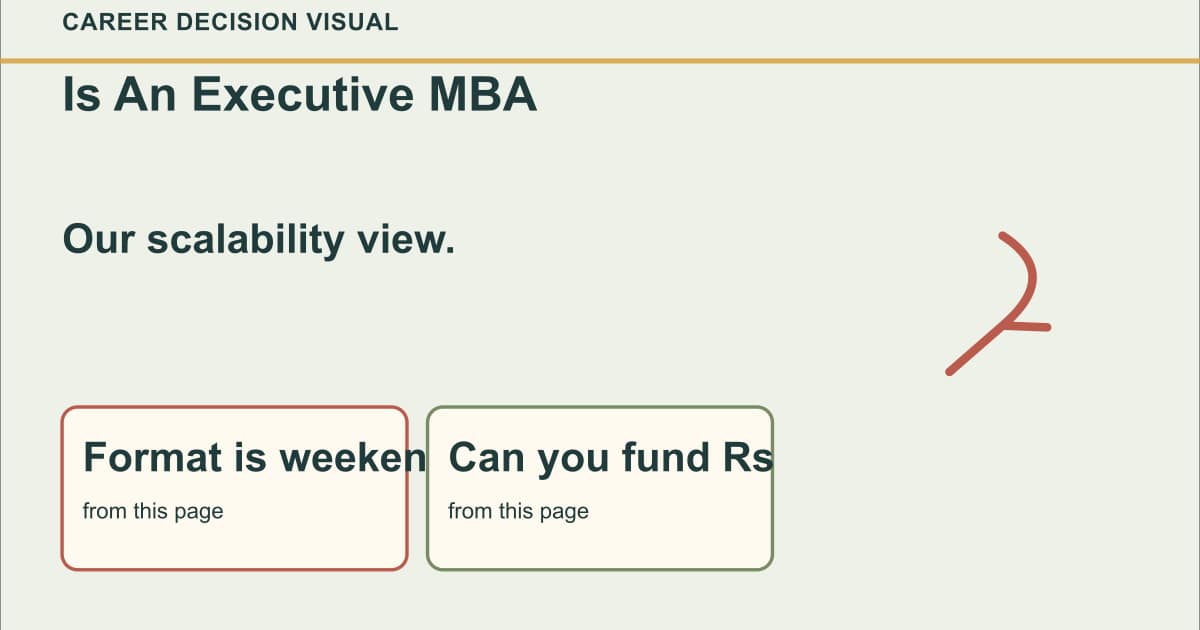 CAREER DECISION VISUAL
Is An Executive MBA
Our scalability view.
Format is weeken
from this page
Can you fund Rs
from this page